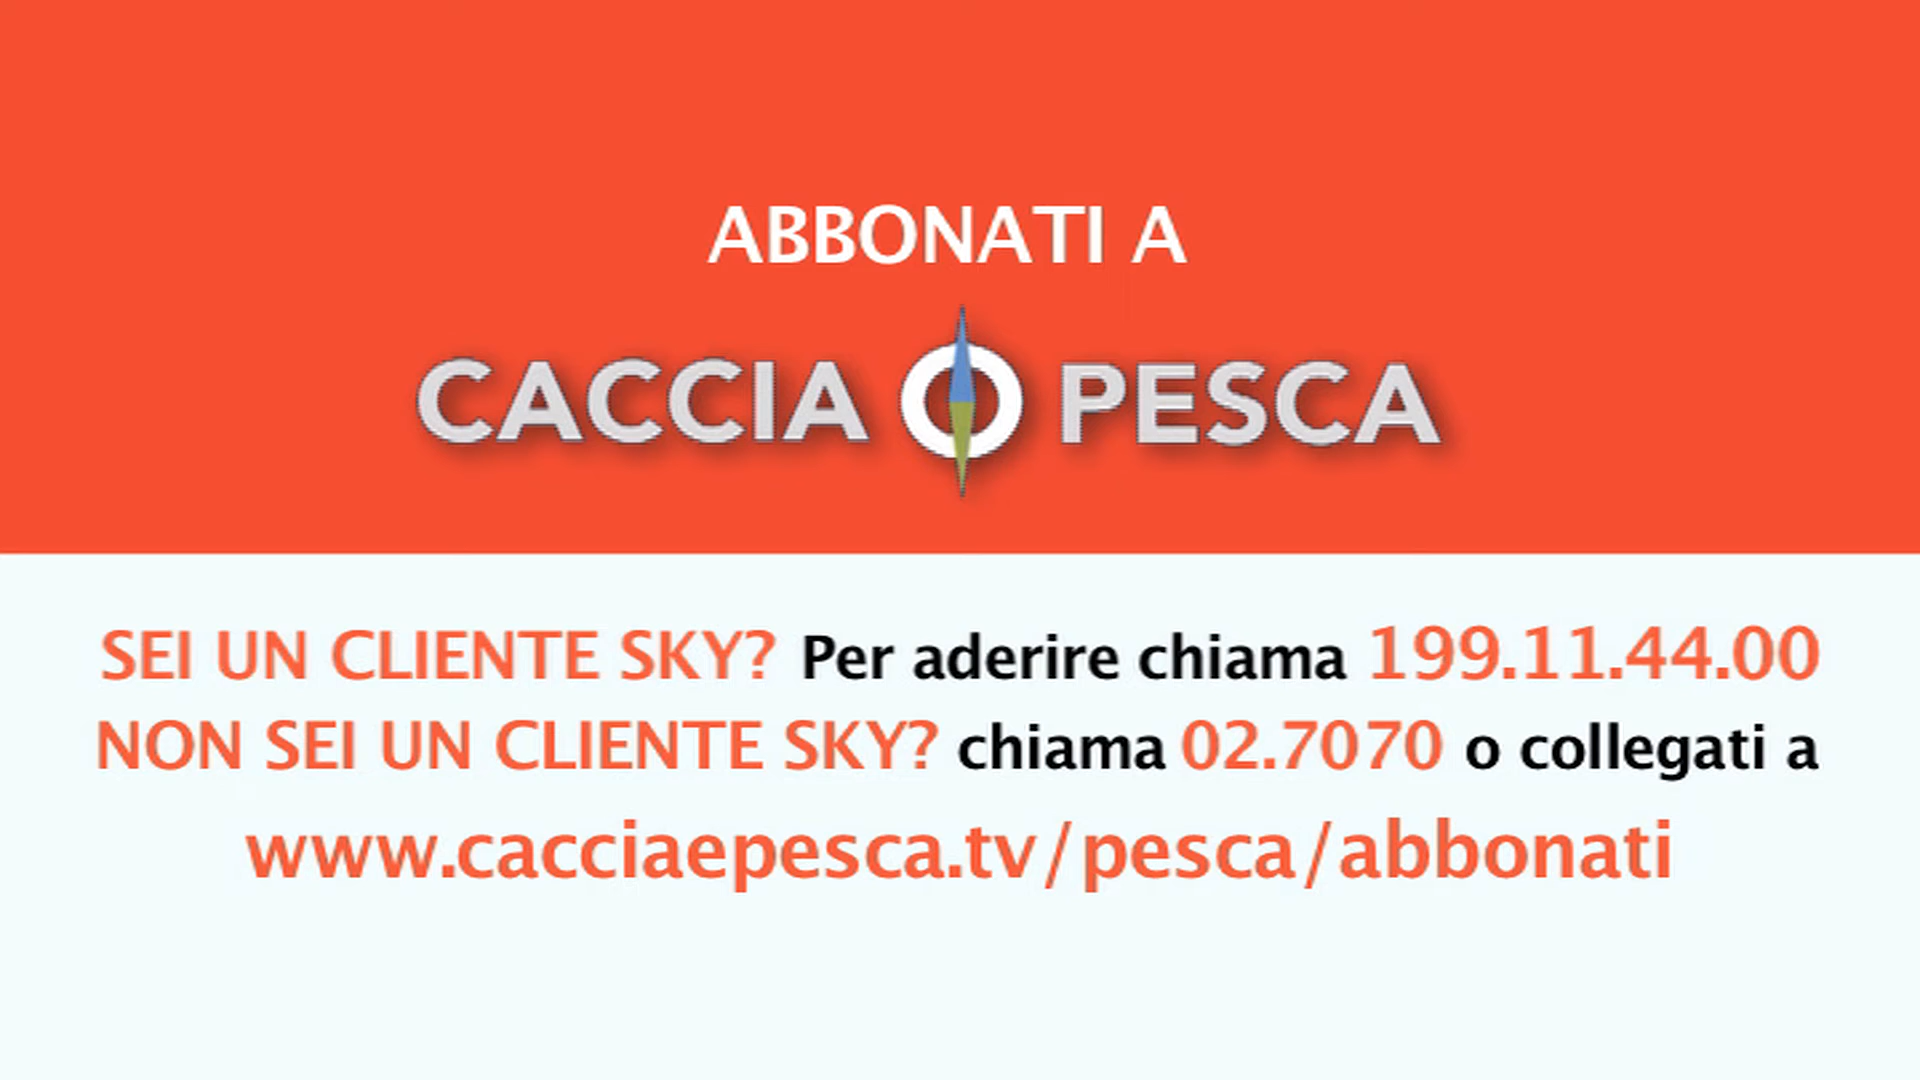 ABBONATI A
CACCIA O PESCA
SEI UN CLIENTE SKY? Per aderire chiama 199.11.44.00
NON SEI UN CLIENTE SKY? chiama 02.7070 o collegati a
www.cacciaepesca.tv/pesca/abbonati